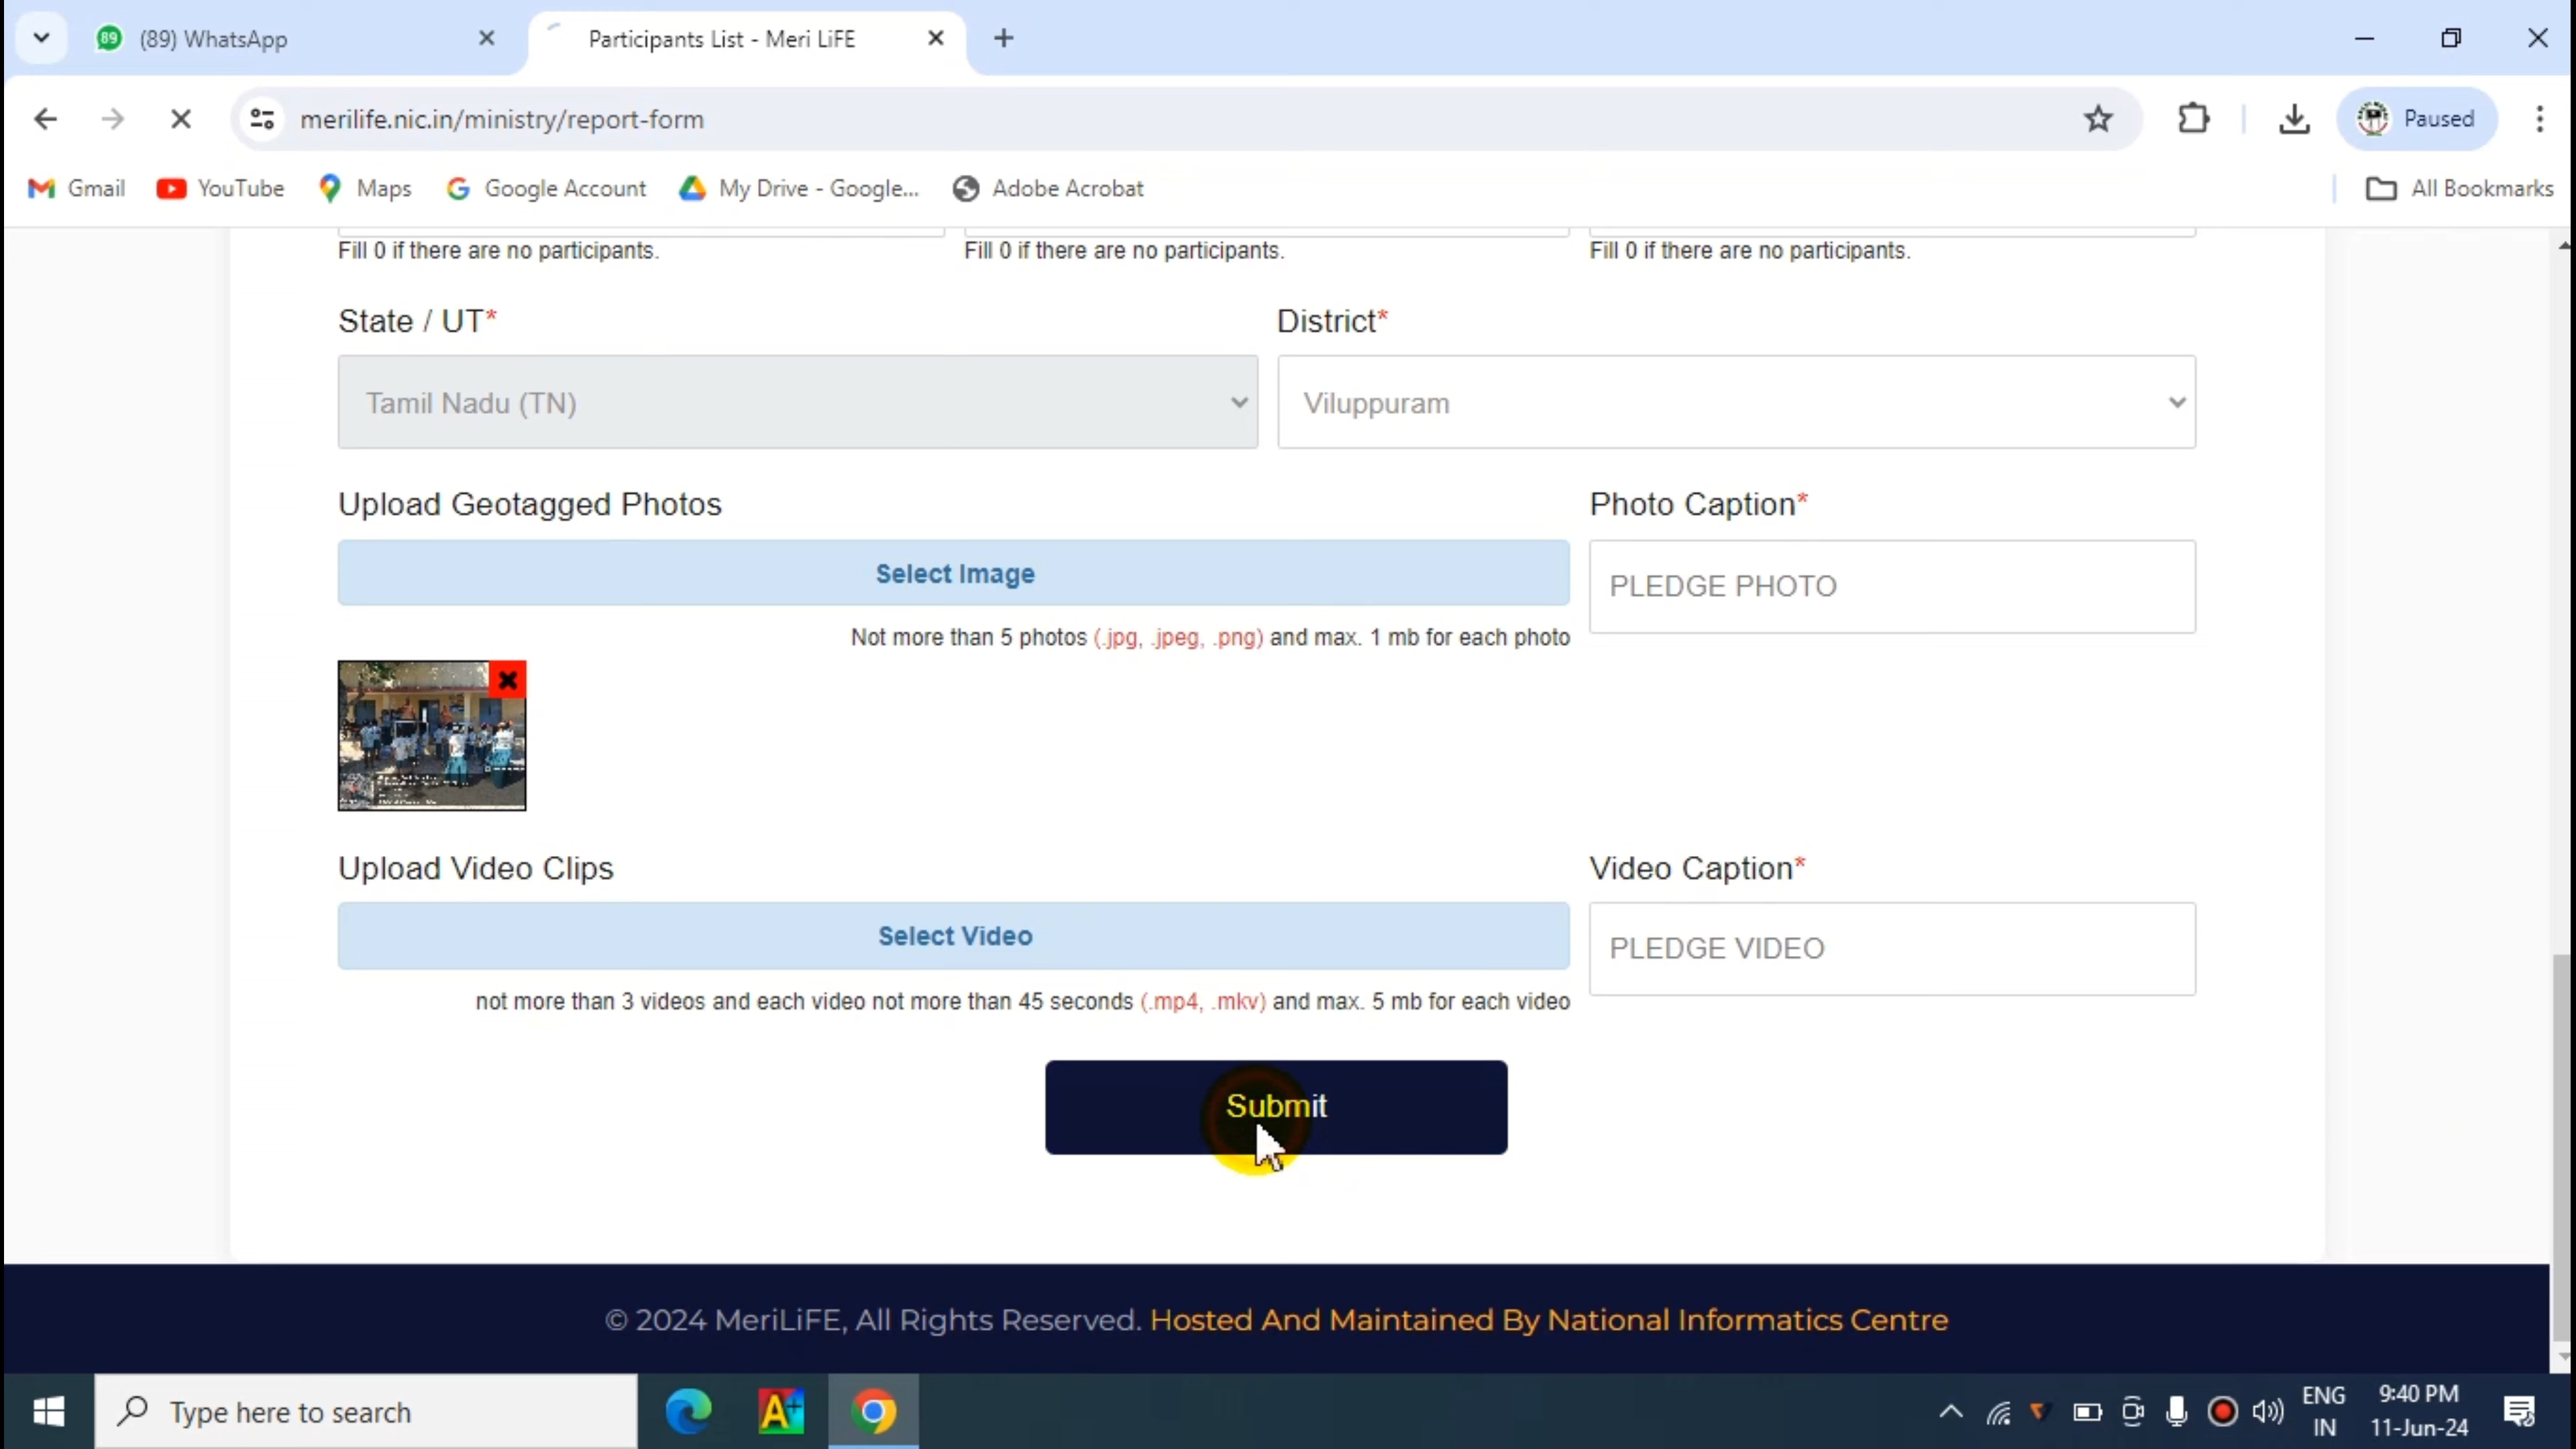 89 (89) WhatsApp
Participants List - Meri LiFE
merilife.nic.in/ministry/report-form
Paused
Gmail YouTube Maps Google Account My Drive - Google... Adobe Acrobat All Bookmarks
Fill 0 if there are no participants. Fill 0 if there are no participants. Fill 0 if there are no participants.
State / UT* District*
Tamil Nadu (TN) Viluppuram
Upload Geotagged Photos Photo Caption*
Select Image PLEDGE PHOTO
Not more than 5 photos (.jpg, .jpeg, .png) and max. 1 mb for each photo
Upload Video Clips Video Caption*
Select Video PLEDGE VIDEO
not more than 3 videos and each video not more than 45 seconds (.mp4, .mkv) and max. 5 mb for each video
Submit
© 2024 MeriLiFE, All Rights Reserved. Hosted And Maintained By National Informatics Centre
Type here to search
ENG 9:40 PM
IN 11-Jun-24